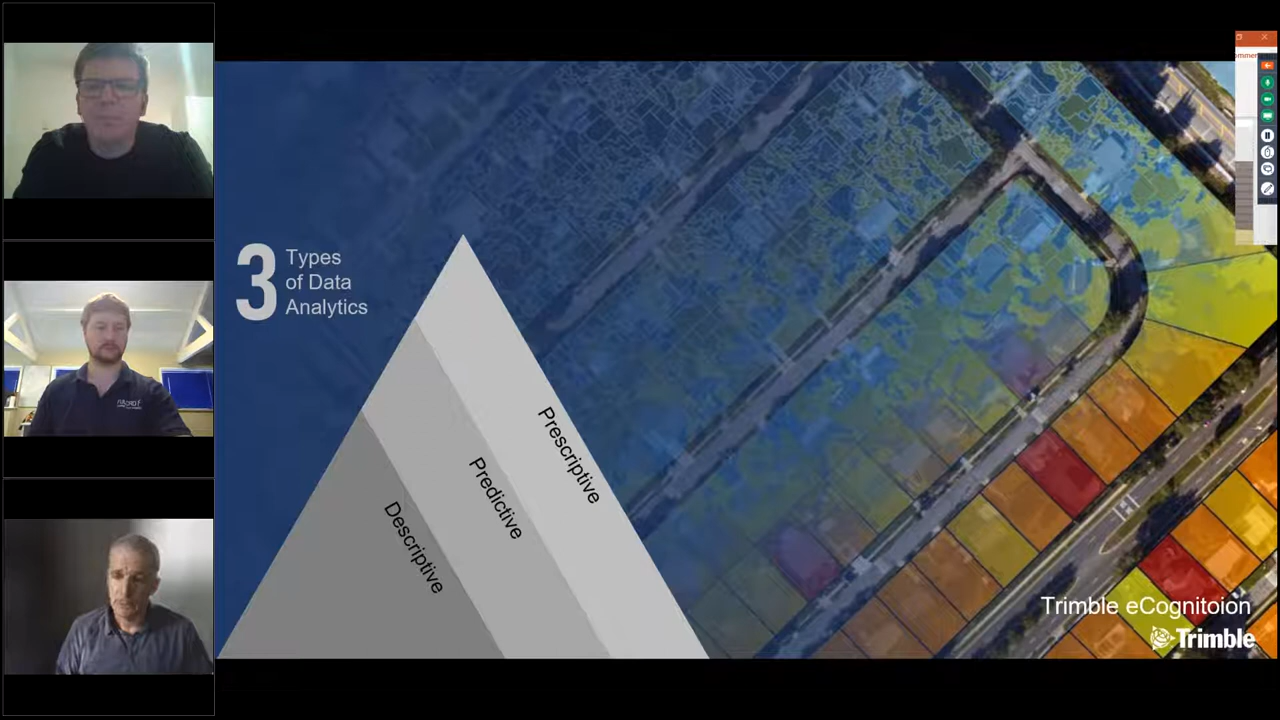 3
Types
of Data
Analytics
Prescriptive
Predictive
Descriptive
Trimble eCognitoion
Trimble